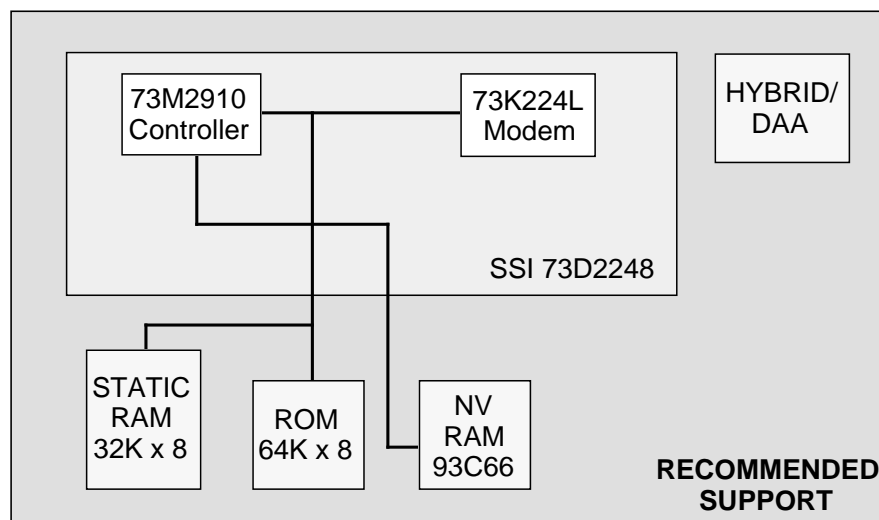 73M2910
Controller
73K224L
Modem
HYBRID/
DAA
SSI 73D2248
STATIC
RAM
32K x 8
ROM
64K x 8
NV
RAM
93C66
RECOMMENDED
SUPPORT